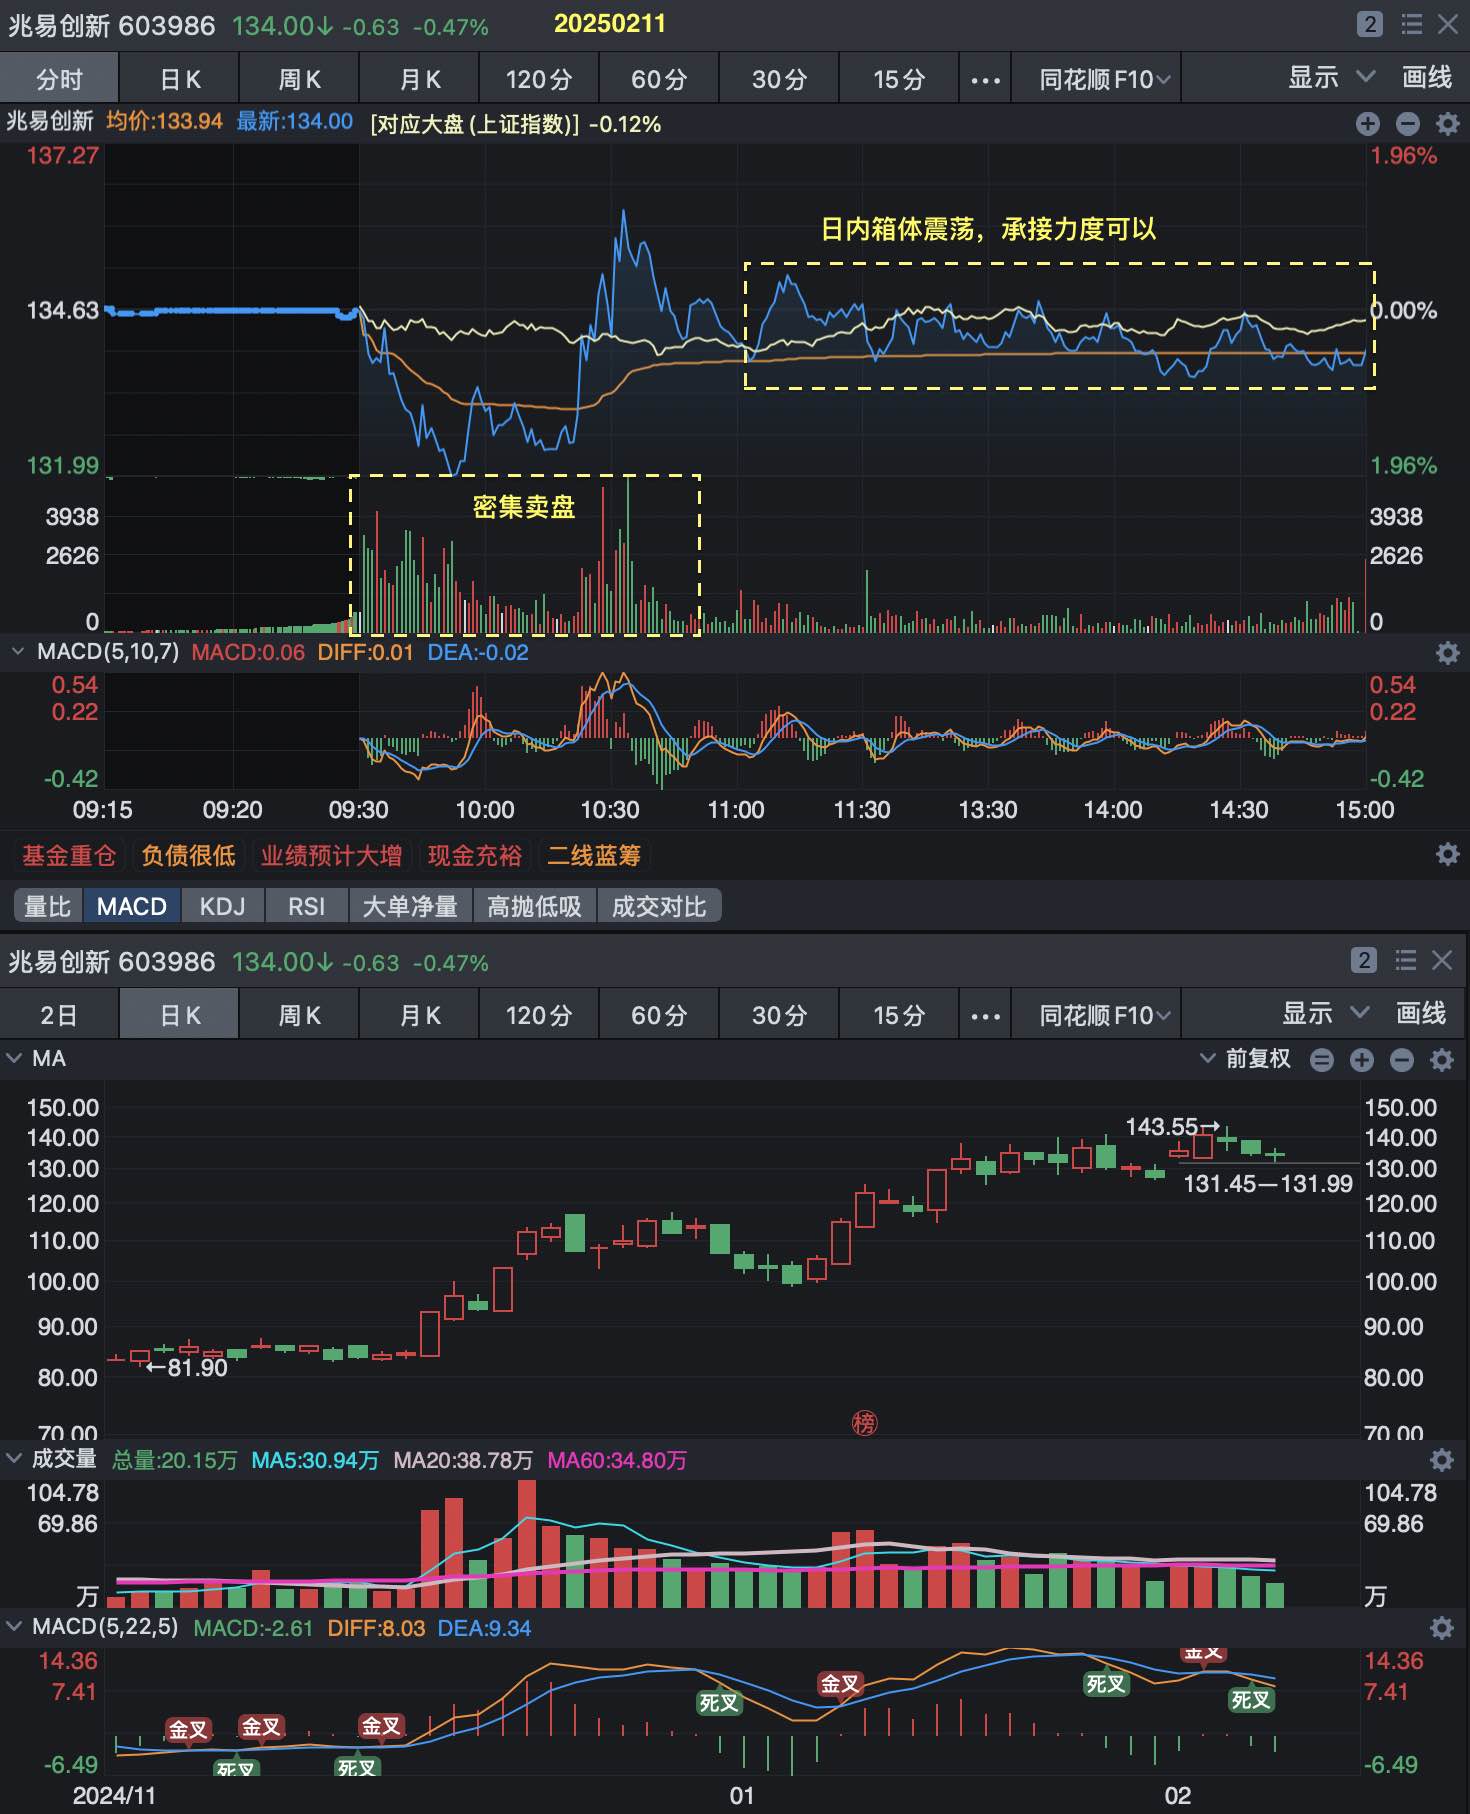 兆易创新 603986 134.00↓ -0.63 -0.47% 20250211 2
分时 日K 周K 月K 120分 60分 30分 15分 ••• 同花顺F10 显示 画线
兆易创新 均价:133.94 最新:134.00 [对应大盘(上证指数)] -0.12%
137.27 1.96%
日内箱体震荡，承接力度可以
134.63 0.00%
131.99 1.96%
密集卖盘
3938 3938
2626 2626
0 0
MACD(5,10,7) MACD:0.06 DIFF:0.01 DEA:-0.02
0.54 0.54
0.22 0.22
-0.42 -0.42
09:15 09:20 09:30 10:00 10:30 11:00 11:30 13:30 14:00 14:30 15:00
基金重仓 负债很低 业绩预计大增 现金充裕 二线蓝筹
量比 MACD KDJ RSI 大单净量 高抛低吸 成交对比
兆易创新 603986 134.00↓ -0.63 -0.47% 2
2日 日K 周K 月K 120分 60分 30分 15分 ••• 同花顺F10 显示 画线
MA 前复权
150.00 150.00
143.55→
140.00 140.00
130.00 130.00
131.45—131.99
120.00 120.00
110.00 110.00
100.00 100.00
90.00 90.00
←81.90
80.00 80.00
榜
70.00 70.00
成交量 总量:20.15万 MA5:30.94万 MA20:38.78万 MA60:34.80万
104.78 104.78
69.86 69.86
万 万
MACD(5,22,5) MACD:-2.61 DIFF:8.03 DEA:9.34
14.36 金叉 14.36
7.41 死叉 金叉 死叉 死叉 7.41
金叉 金叉 金叉
死叉 死叉
-6.49 -6.49
2024/11 01 02